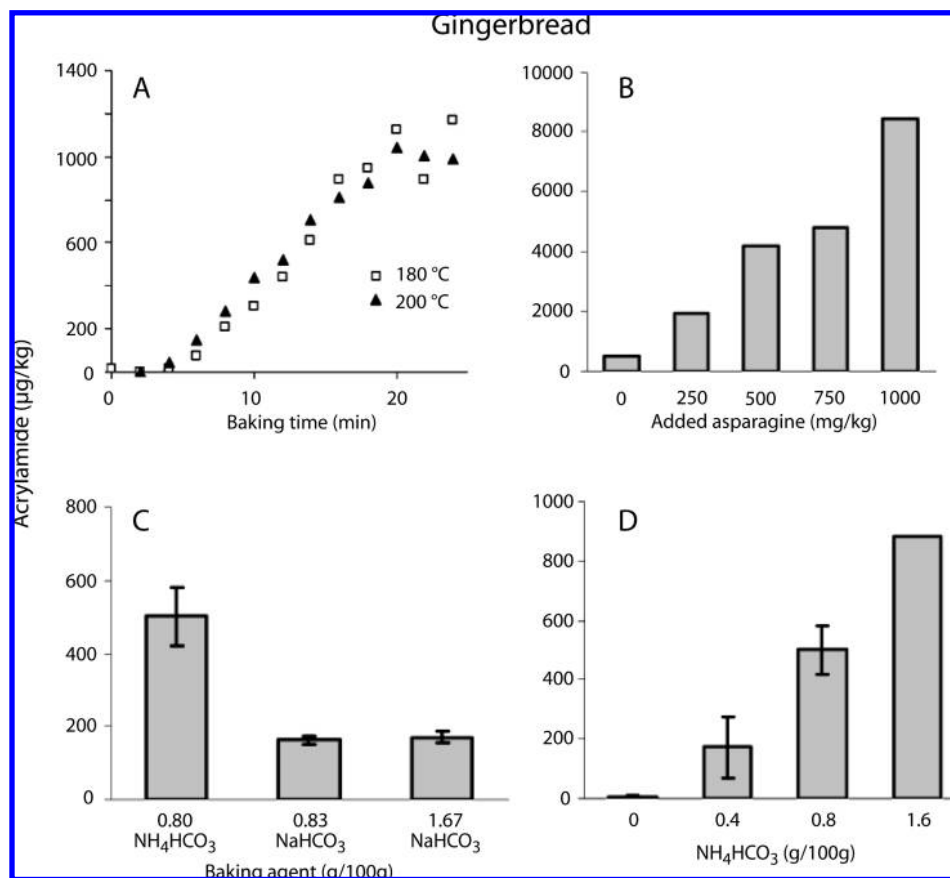 Gingerbread
Acrylamide (µg/kg)
A
1400
1000
600
200
0
0 10 20
Baking time (min)
180 °C
200 °C
B
10000
8000
6000
4000
2000
0
0 250 500 750 1000
Added asparagine (mg/kg)
C
800
600
400
200
0
0.80 0.83 1.67
NH₄HCO₃ NaHCO₃ NaHCO₃
Baking agent (g/100g)
D
1000
800
600
400
200
0
0 0.4 0.8 1.6
NH₄HCO₃ (g/100g)